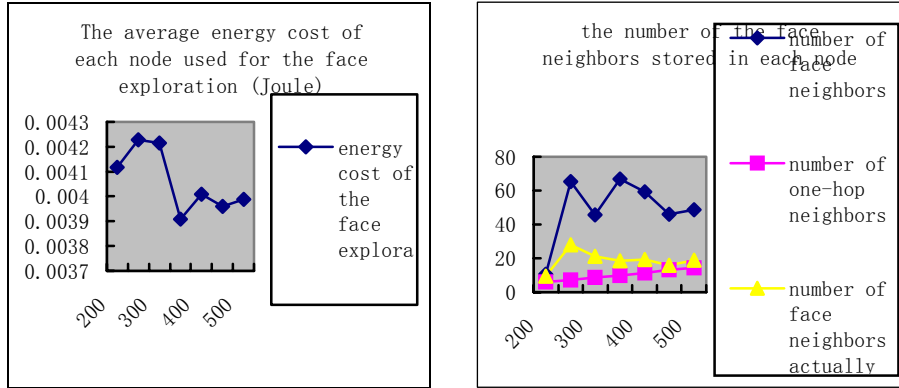 The average energy cost of
each node used for the face
exploration (Joule)
0.0043
0.0042
0.0041
0.004
0.0039
0.0038
0.0037
200
300
400
500
energy
cost of
the
face
explora
the number of the face
neighbors stored in each node
80
60
40
20
0
200
300
400
500
number of
face
neighbors
number of
one-hop
neighbors
number of
face
neighbors
actually